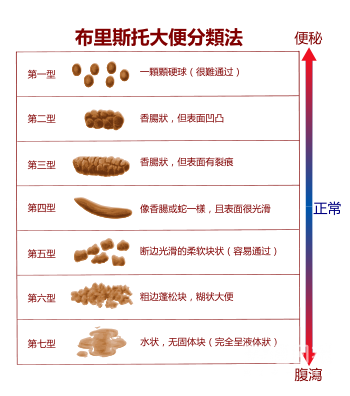 布里斯托大便分類法
便秘
第一型
一顆顆硬球（很難通过）
第二型
香腸狀，但表面凹凸
第三型
香腸狀，但表面有裂痕
第四型
像香腸或蛇一樣，且表面很光滑
正常
第五型
断边光滑的柔软块状（容易通过）
第六型
粗边蓬松块，糊状大便
第七型
水状，无固体块（完全呈液体狀）
腹瀉